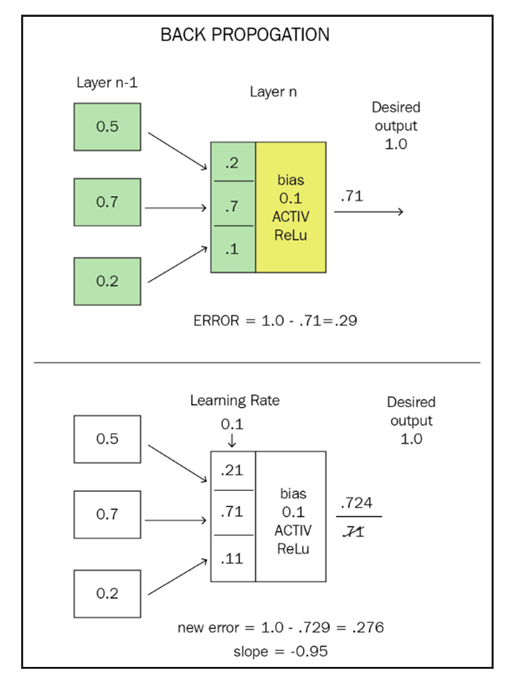 BACK PROPOGATION
Layer n-1
Layer n
Desired
output
1.0
0.5
0.7
0.2
.2
.7
.1
bias
0.1
ACTIV
ReLu
.71
ERROR = 1.0 - .71=.29
Learning Rate
0.1
Desired
output
1.0
0.5
0.7
0.2
.21
.71
.11
bias
0.1
ACTIV
ReLu
.724
.71
new error = 1.0 - .729 = .276
slope = -0.95